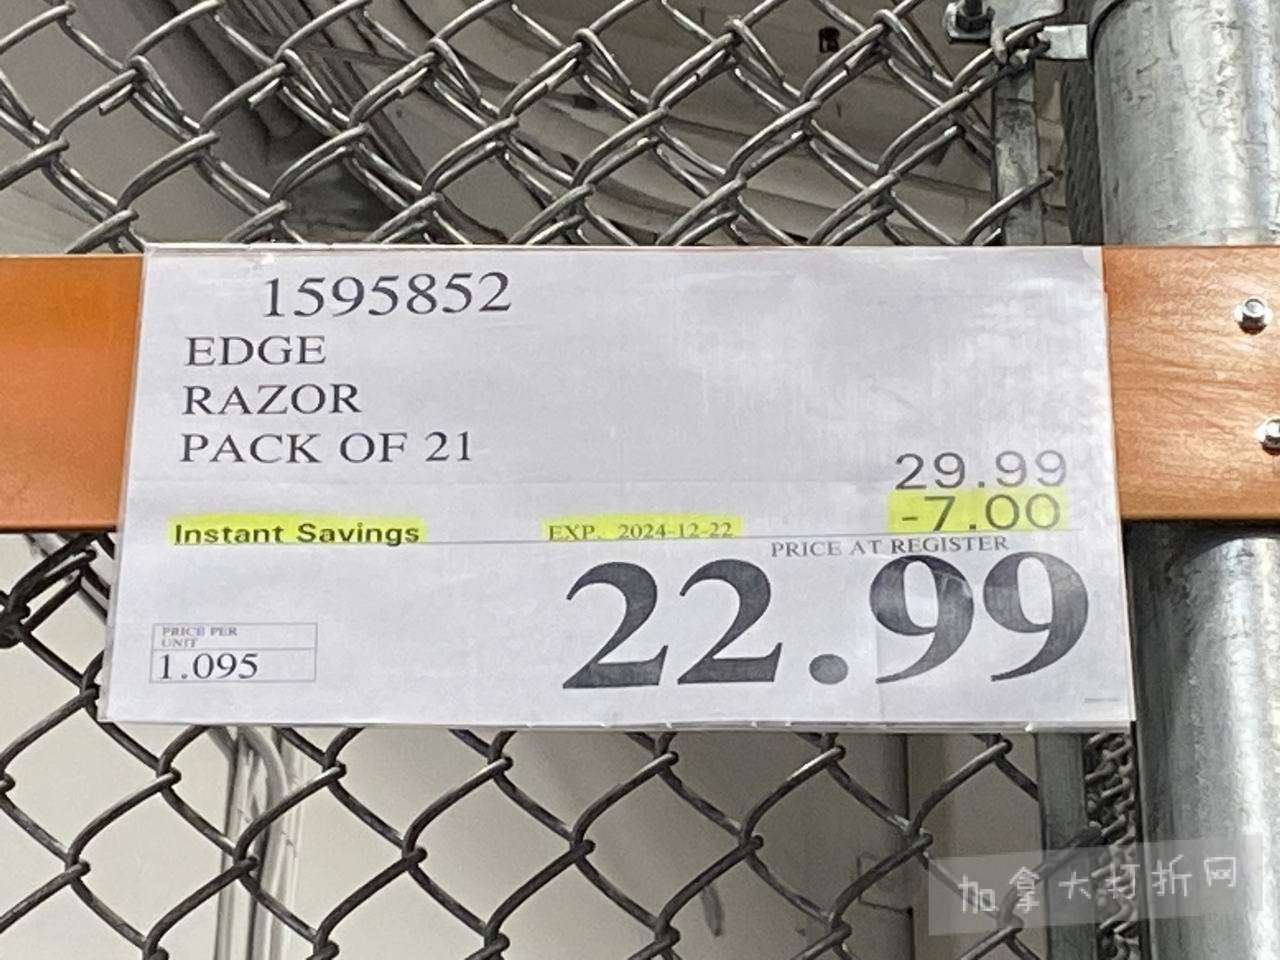 1595852
EDGE
RAZOR
PACK OF 21
29.99
Instant Savings EXP. 2024-12-22 -7.00
PRICE AT REGISTER
22.99
PRICE PER
UNIT
1.095
加拿大打折网